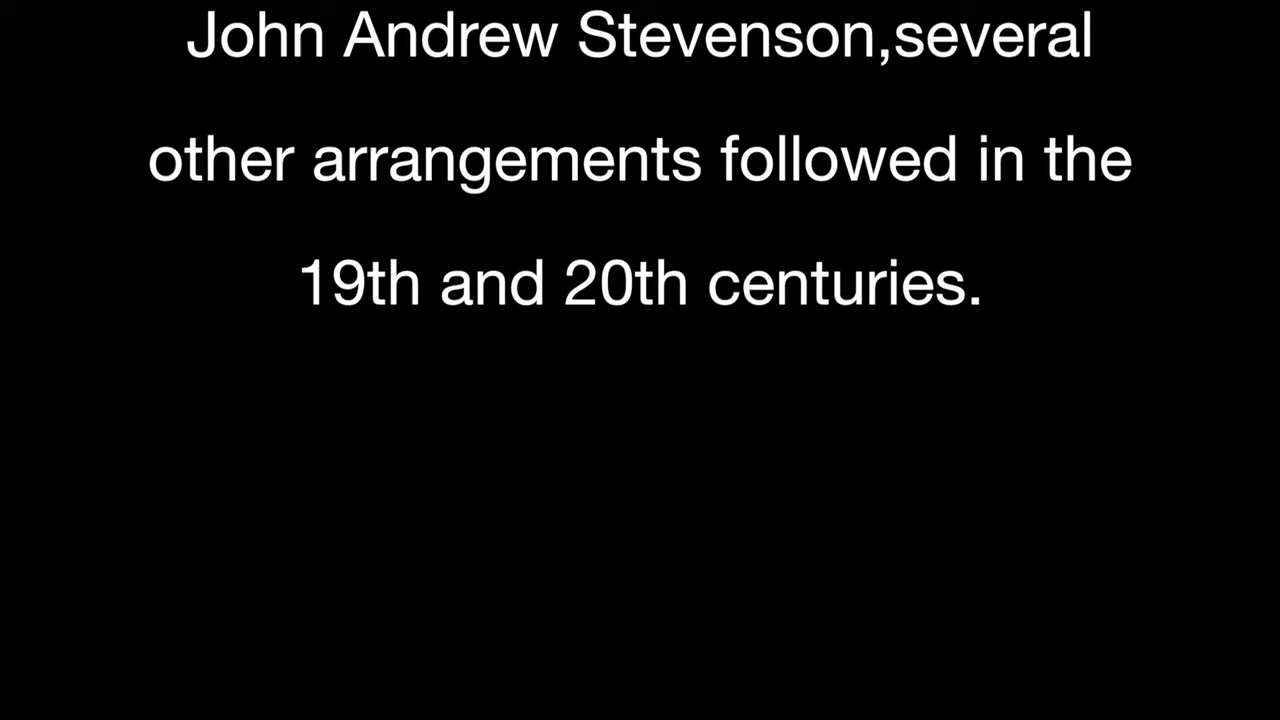 John Andrew Stevenson,several
other arrangements followed in the
19th and 20th centuries.